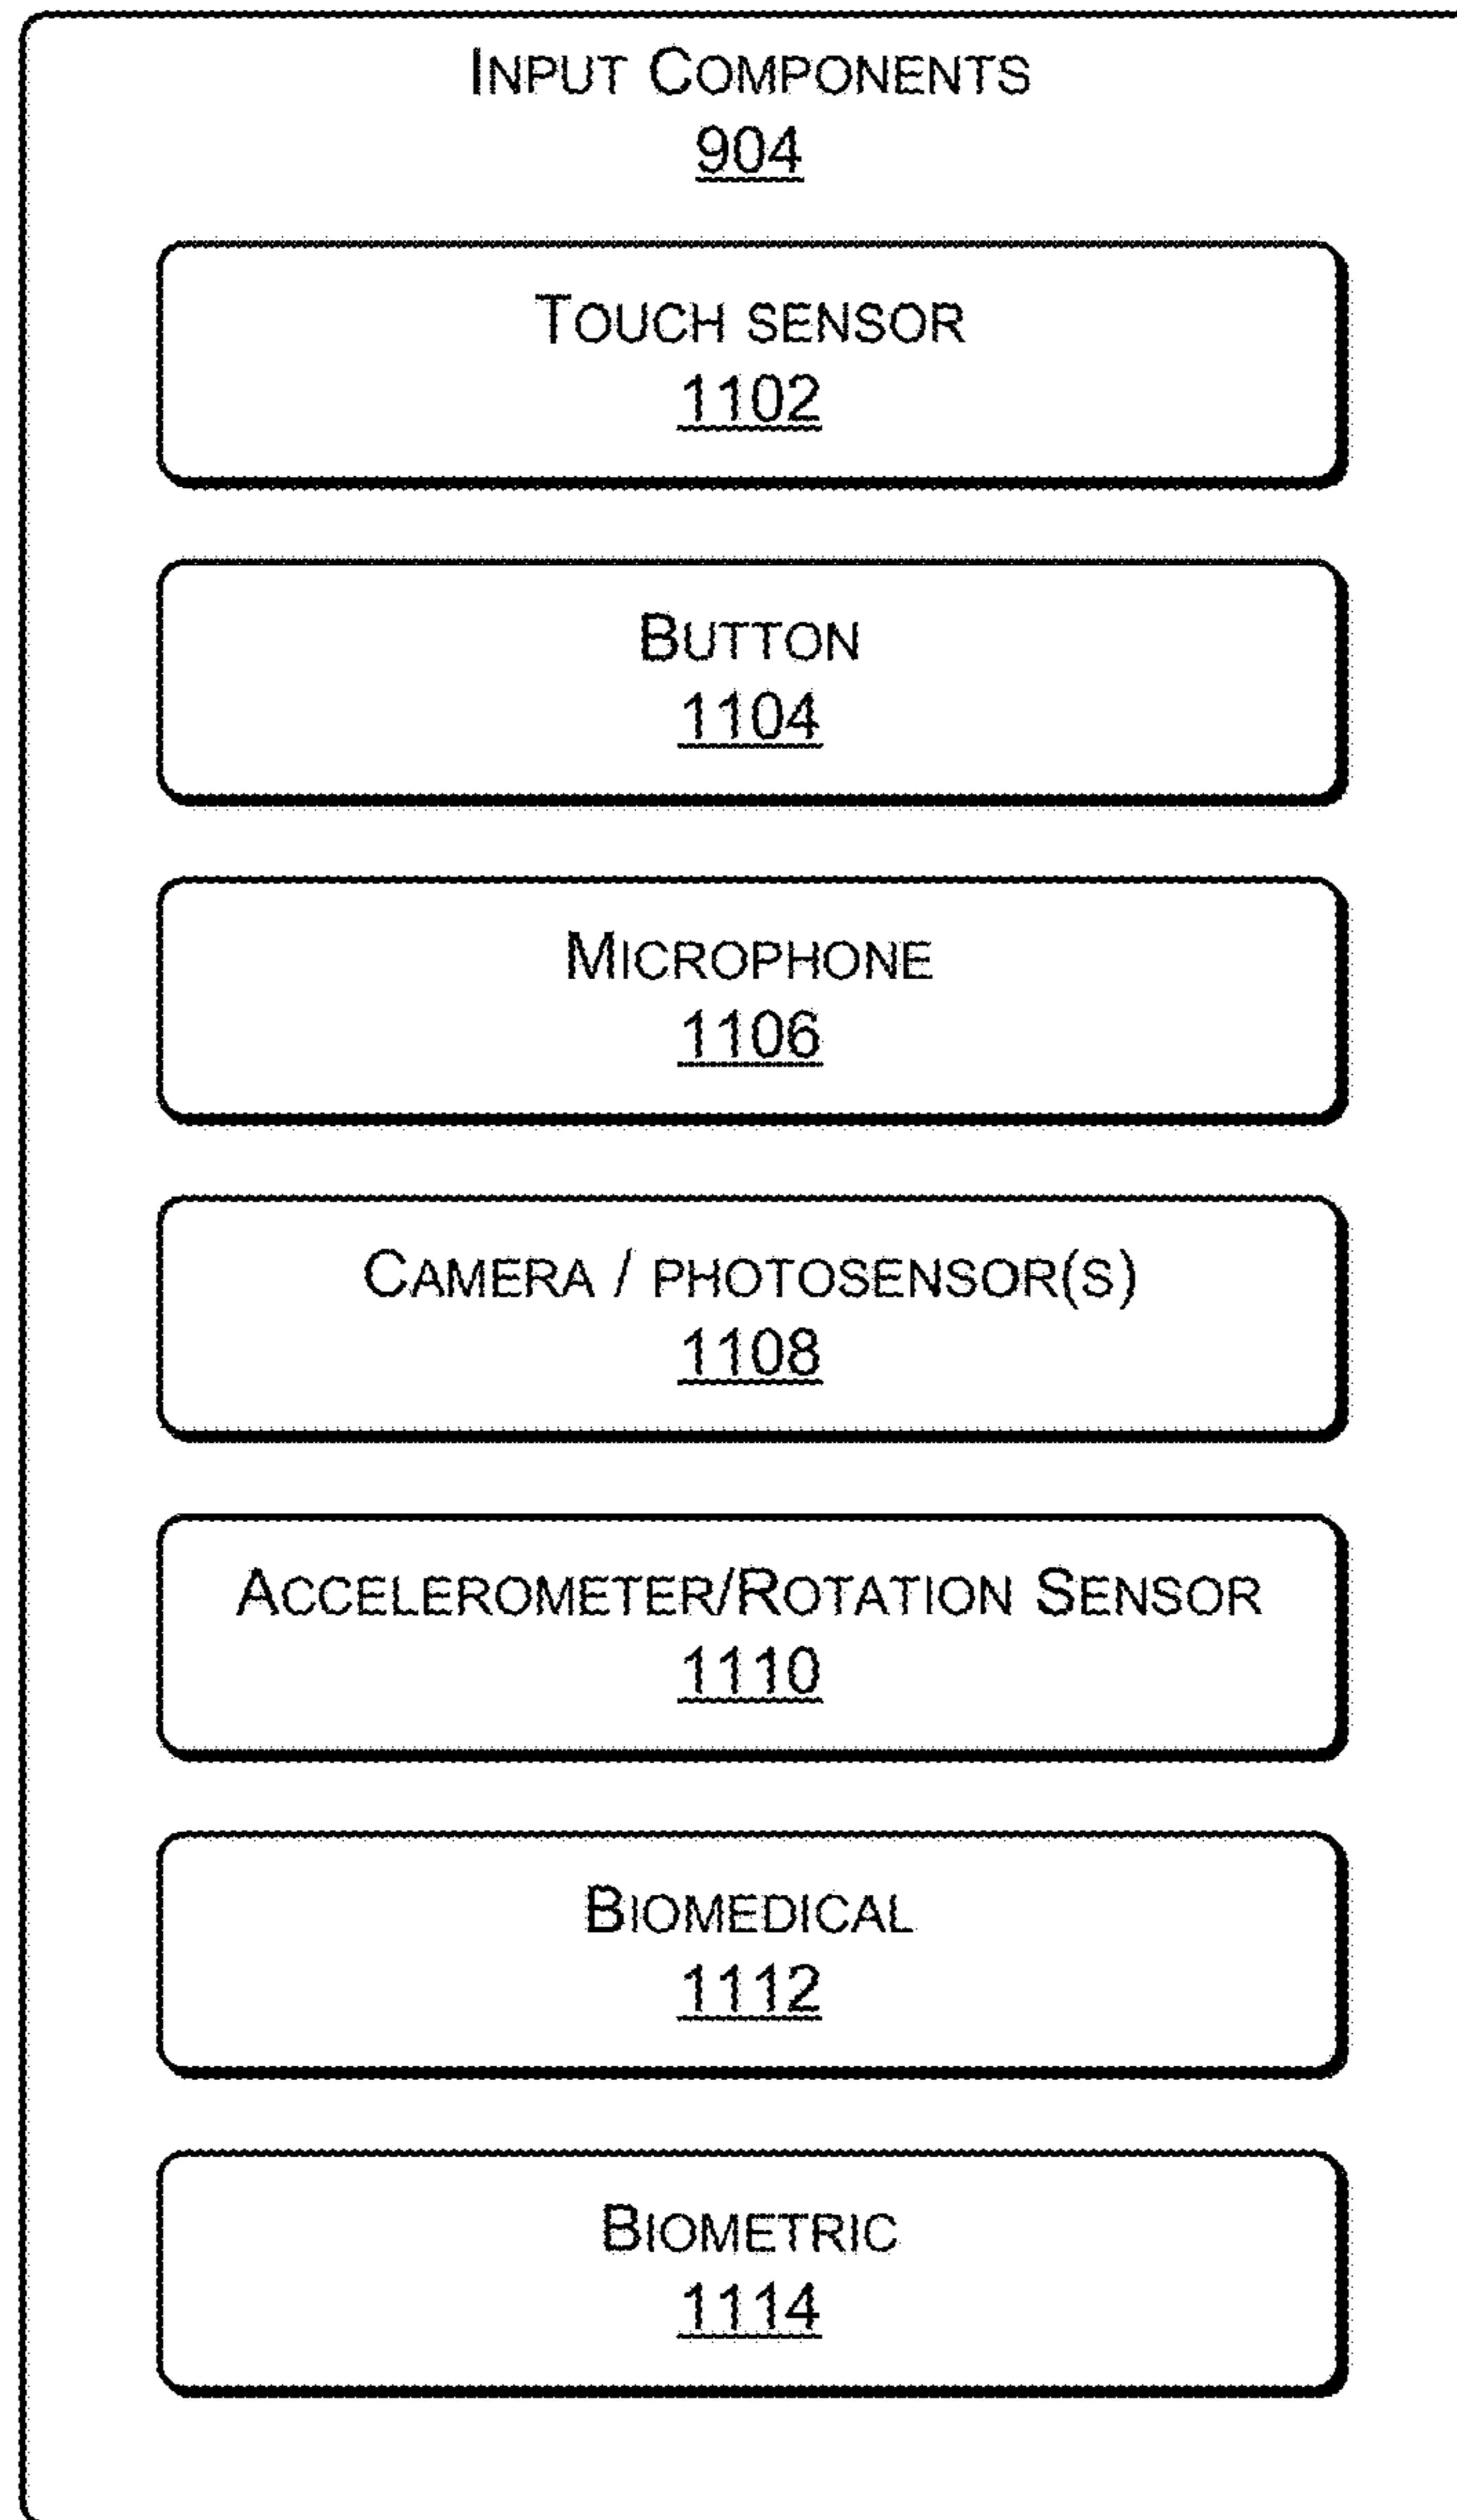 INPUT COMPONENTS
904
TOUCH SENSOR
1102
BUTTON
1104
MICROPHONE
1106
CAMERA / PHOTOSENSOR(S)
1108
ACCELEROMETER/ROTATION SENSOR
1110
BIOMEDICAL
1112
BIOMETRIC
1114